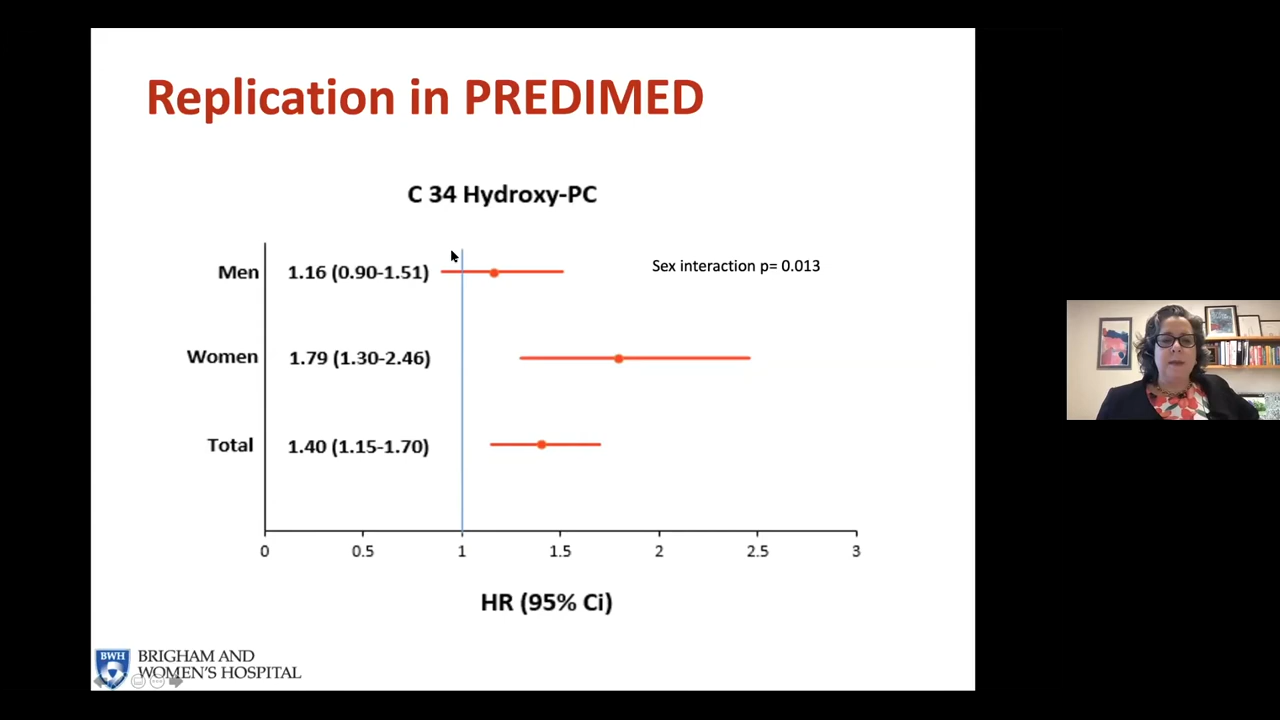 Replication in PREDIMED
C 34 Hydroxy-PC
Men 1.16 (0.90-1.51)
Sex interaction p= 0.013
Women 1.79 (1.30-2.46)
Total 1.40 (1.15-1.70)
0 0.5 1 1.5 2 2.5 3
HR (95% Ci)
BWH
BRIGHAM AND
WOMEN'S HOSPITAL